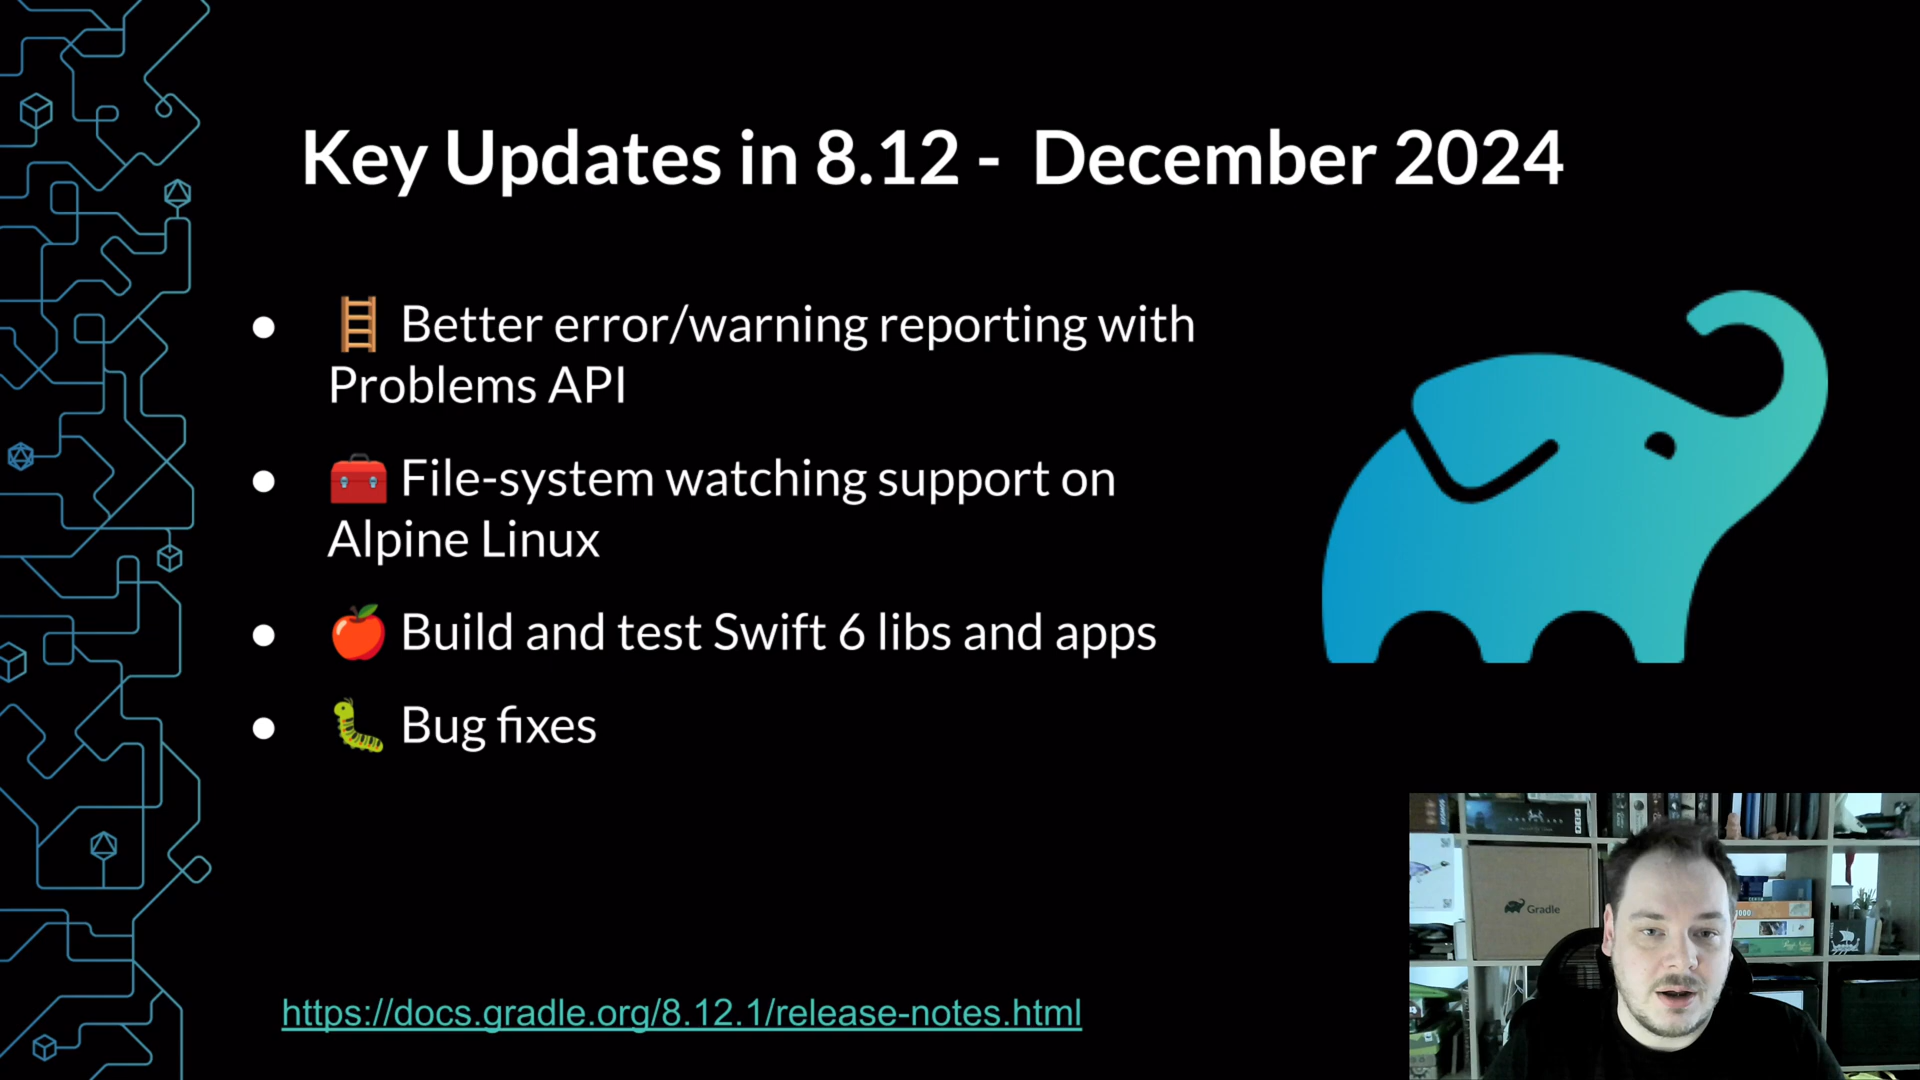 Key Updates in 8.12 - December 2024
🪜 Better error/warning reporting with
Problems API
🧰 File-system watching support on
Alpine Linux
🍎 Build and test Swift 6 libs and apps
🐛 Bug fixes
https://docs.gradle.org/8.12.1/release-notes.html
Gradle